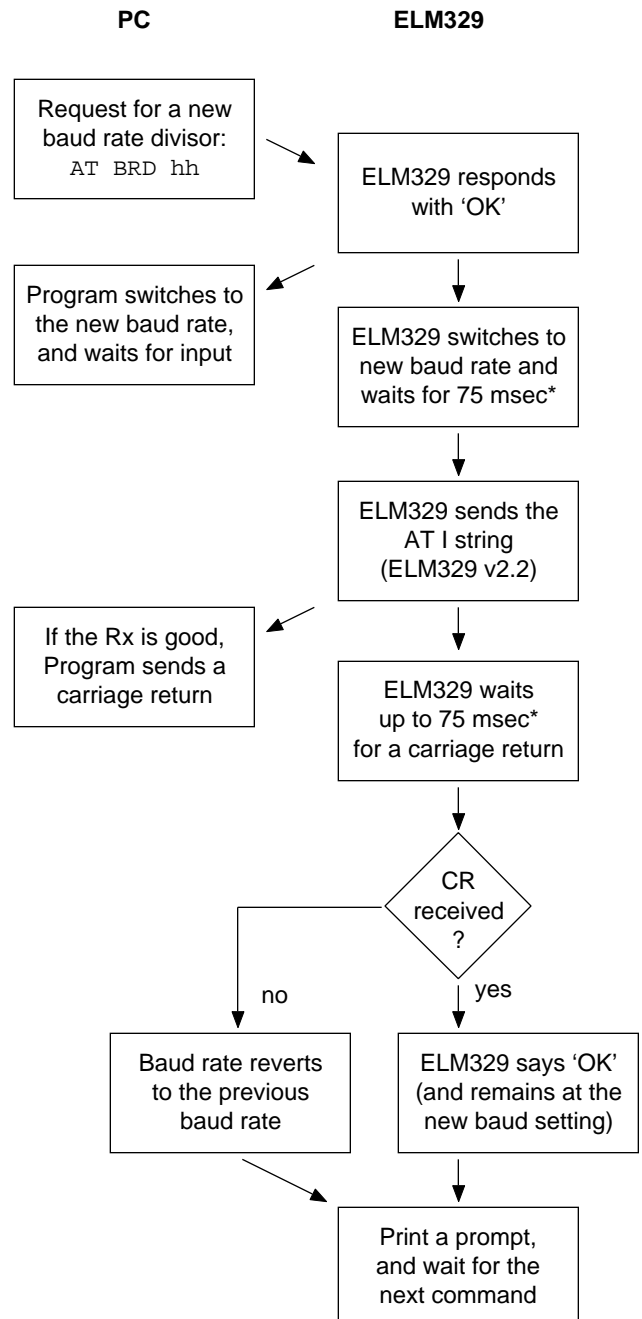 PC
ELM329
Request for a new
baud rate divisor:
AT BRD hh
ELM329 responds
with ‘OK’
Program switches to
the new baud rate,
and waits for input
ELM329 switches to
new baud rate and
waits for 75 msec*
ELM329 sends the
AT I string
(ELM329 v2.2)
If the Rx is good,
Program sends a
carriage return
ELM329 waits
up to 75 msec*
for a carriage return
CR
received
?
no
yes
Baud rate reverts
to the previous
baud rate
ELM329 says ‘OK’
(and remains at the
new baud setting)
Print a prompt,
and wait for the
next command